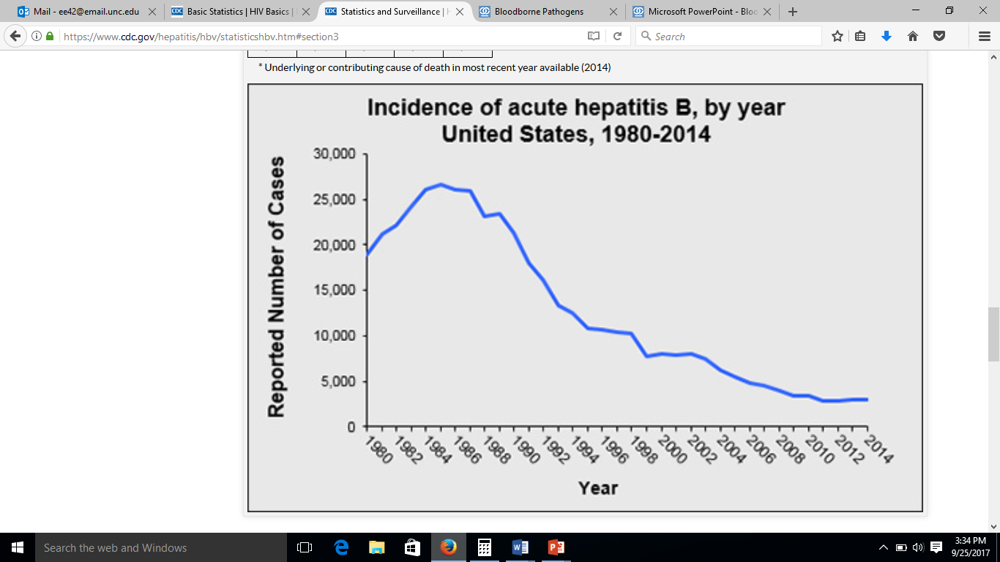 Mail - ee42@email.unc.edu
Basic Statistics | HIV Basics |
Statistics and Surveillance | H
Bloodborne Pathogens
Microsoft PowerPoint - Bloo
https://www.cdc.gov/hepatitis/hbv/statisticshbv.htm#section3
Search
* Underlying or contributing cause of death in most recent year available (2014)
Incidence of acute hepatitis B, by year
United States, 1980-2014
Reported Number of Cases
30,000
25,000
20,000
15,000
10,000
5,000
0
1980 1982 1984 1986 1988 1990 1992 1994 1996 1998 2000 2002 2004 2006 2008 2010 2012 2014
Year
Search the web and Windows
3:34 PM
9/25/2017